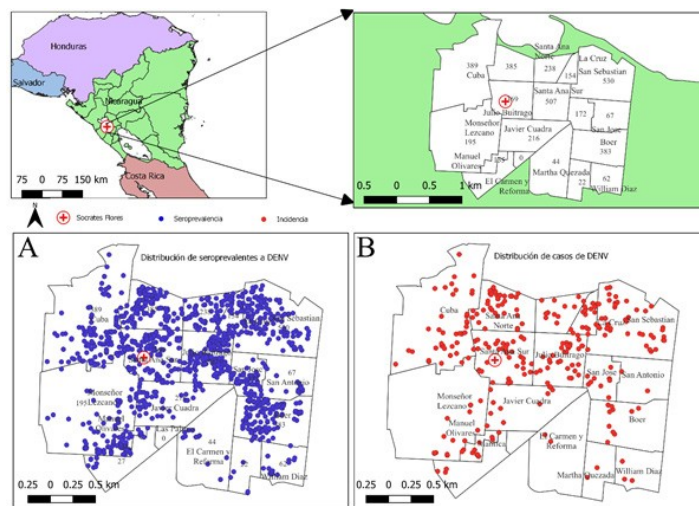 Honduras
Salvador
Nicaragua
Costa Rica
75 0 75 150 km
Santa Ana
Norte
La Cruz
389
Cuba
385
238
154
San Sebastian
530
Santa Ana Sur
507
Julio Buitrago
172
67
San Jose
Monseñor
Lezcano
195
Javier Cuadra
216
Boer
383
Manuel
Olivares
0
44
El Carmen y
Reforma
Martha Quezada
22
62
William Diaz
0.5 0 0.5 1 km
N
Socrates Flores
Seroprevalencia
Incidencia
A
Distribución de seroprevalentes a DENV
Cuba
Sebastian
67
San Antonio
Monseñor
Lezcano
195
Javier Cuadra
0
44
El Carmen y
Reforma
27
William Diaz
0.25 0 0.25 0.5 km
B
Distribución de casos de DENV
Cuba
Santa Ana
Norte
San Sebastian
Santa Ana Sur
Julio Buitrago
San Jose
San Antonio
Monseñor
Lezcano
Javier Cuadra
Manuel
Olivares
Boer
El Carmen y
Reforma
Martha Quezada
William Diaz
0.25 0 0.25 0.5 km